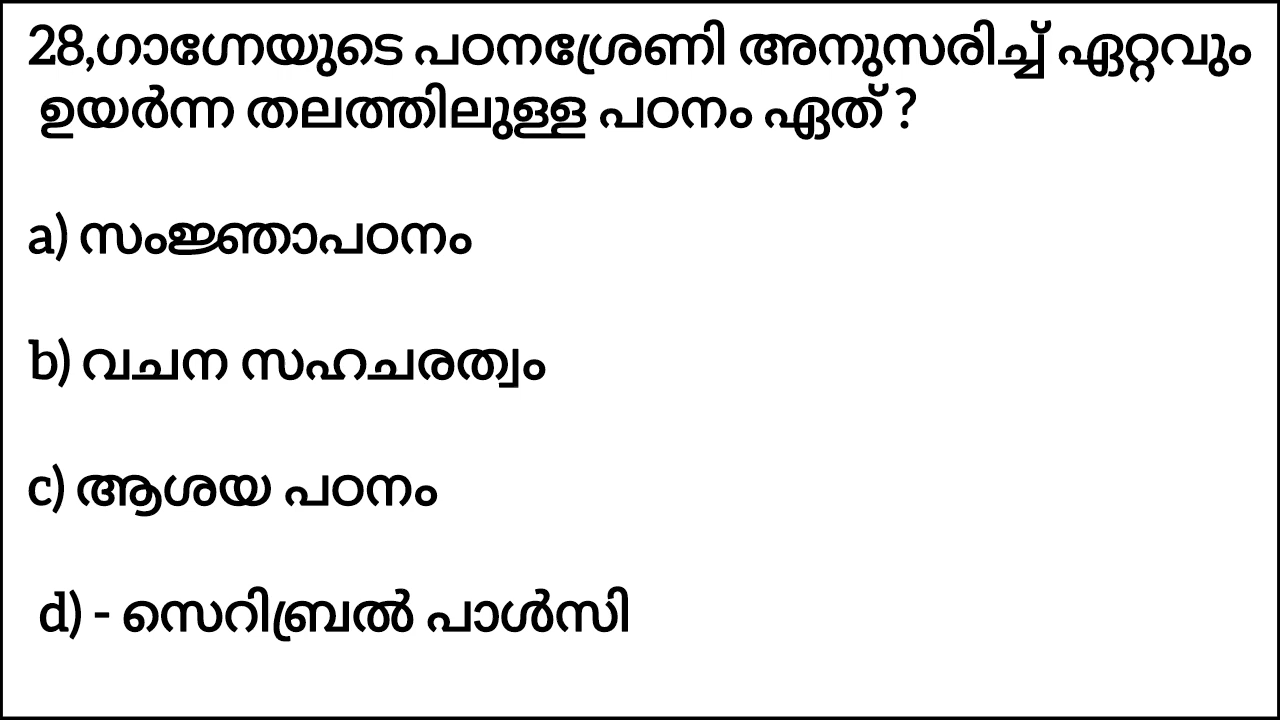 28,ഗാഗ്നേയുടെ പഠനശ്രേണി അനുസരിച്ച് ഏറ്റവും
ഉയർന്ന തലത്തിലുള്ള പഠനം ഏത് ?
a) സംജ്ഞാപഠനം
b) വചന സഹചരത്വം
c) ആശയ പഠനം
d) - സെറിബ്രൽ പാൾസി